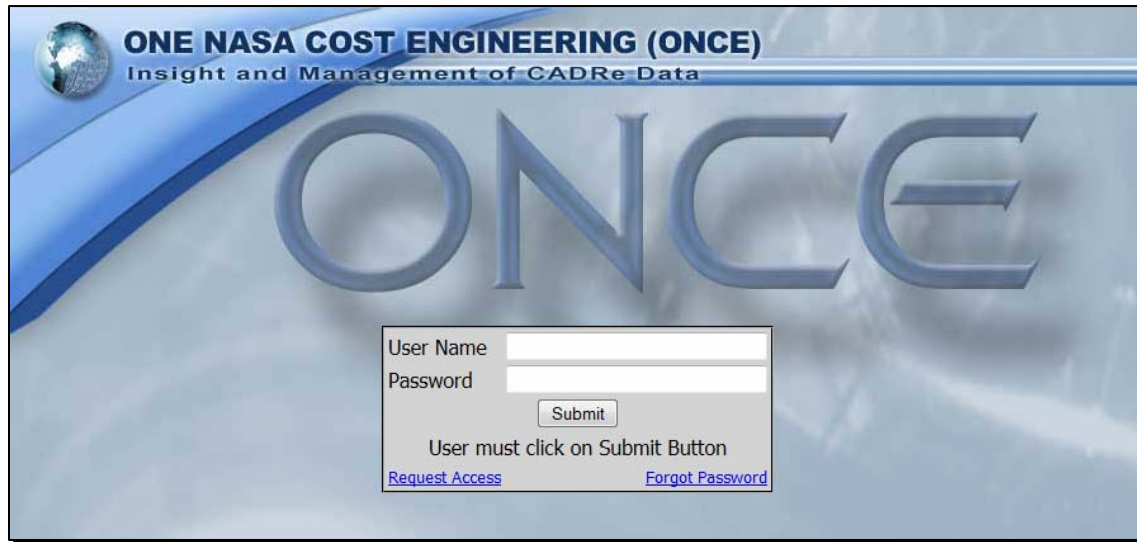 ONE NASA COST ENGINEERING (ONCE)
Insight and Management of CADRe Data
ONCE
User Name
Password
Submit
User must click on Submit Button
Request Access Forgot Password